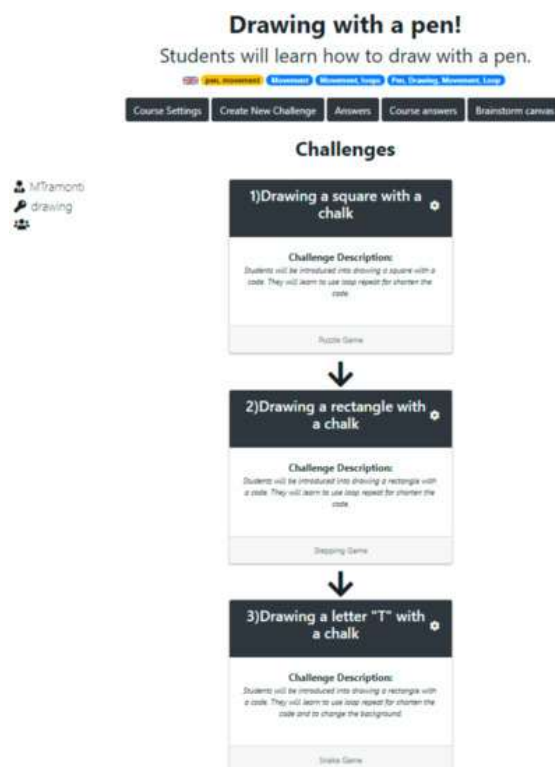 Drawing with a pen!
Students will learn how to draw with a pen.
pen, movement Movement Movement, loops Pen, Drawing, Movement, Loop
Course Settings Create New Challenge Answers Course answers Brainstorm canvas
Challenges
MTramonti
drawing
1)Drawing a square with a
chalk
Challenge Description:
Students will be introduced into drawing a square with a
code. They will learn to use loop repeat for shorten the
code.
Puzzle Game
2)Drawing a rectangle with
a chalk
Challenge Description:
Students will be introduced into drawing a rectangle with
a code. They will learn to use loop repeat for shorten the
code.
Stepping Game
3)Drawing a letter "T" with
a chalk
Challenge Description:
Students will be introduced into drawing a rectangle with
a code. They will learn to use loop repeat for shorten the
code and to change the background.
Snake Game